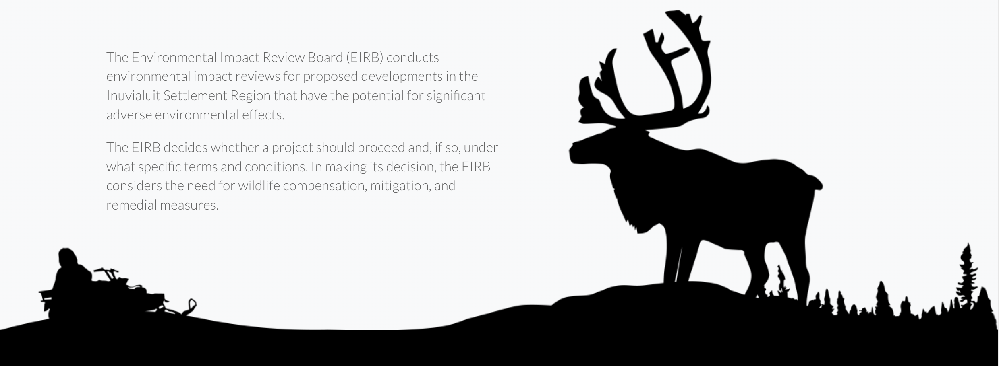 The Environmental Impact Review Board (EIRB) conducts
environmental impact reviews for proposed developments in the
Inuvialuit Settlement Region that have the potential for significant
adverse environmental effects.
The EIRB decides whether a project should proceed and, if so, under
what specific terms and conditions. In making its decision, the EIRB
considers the need for wildlife compensation, mitigation, and
remedial measures.